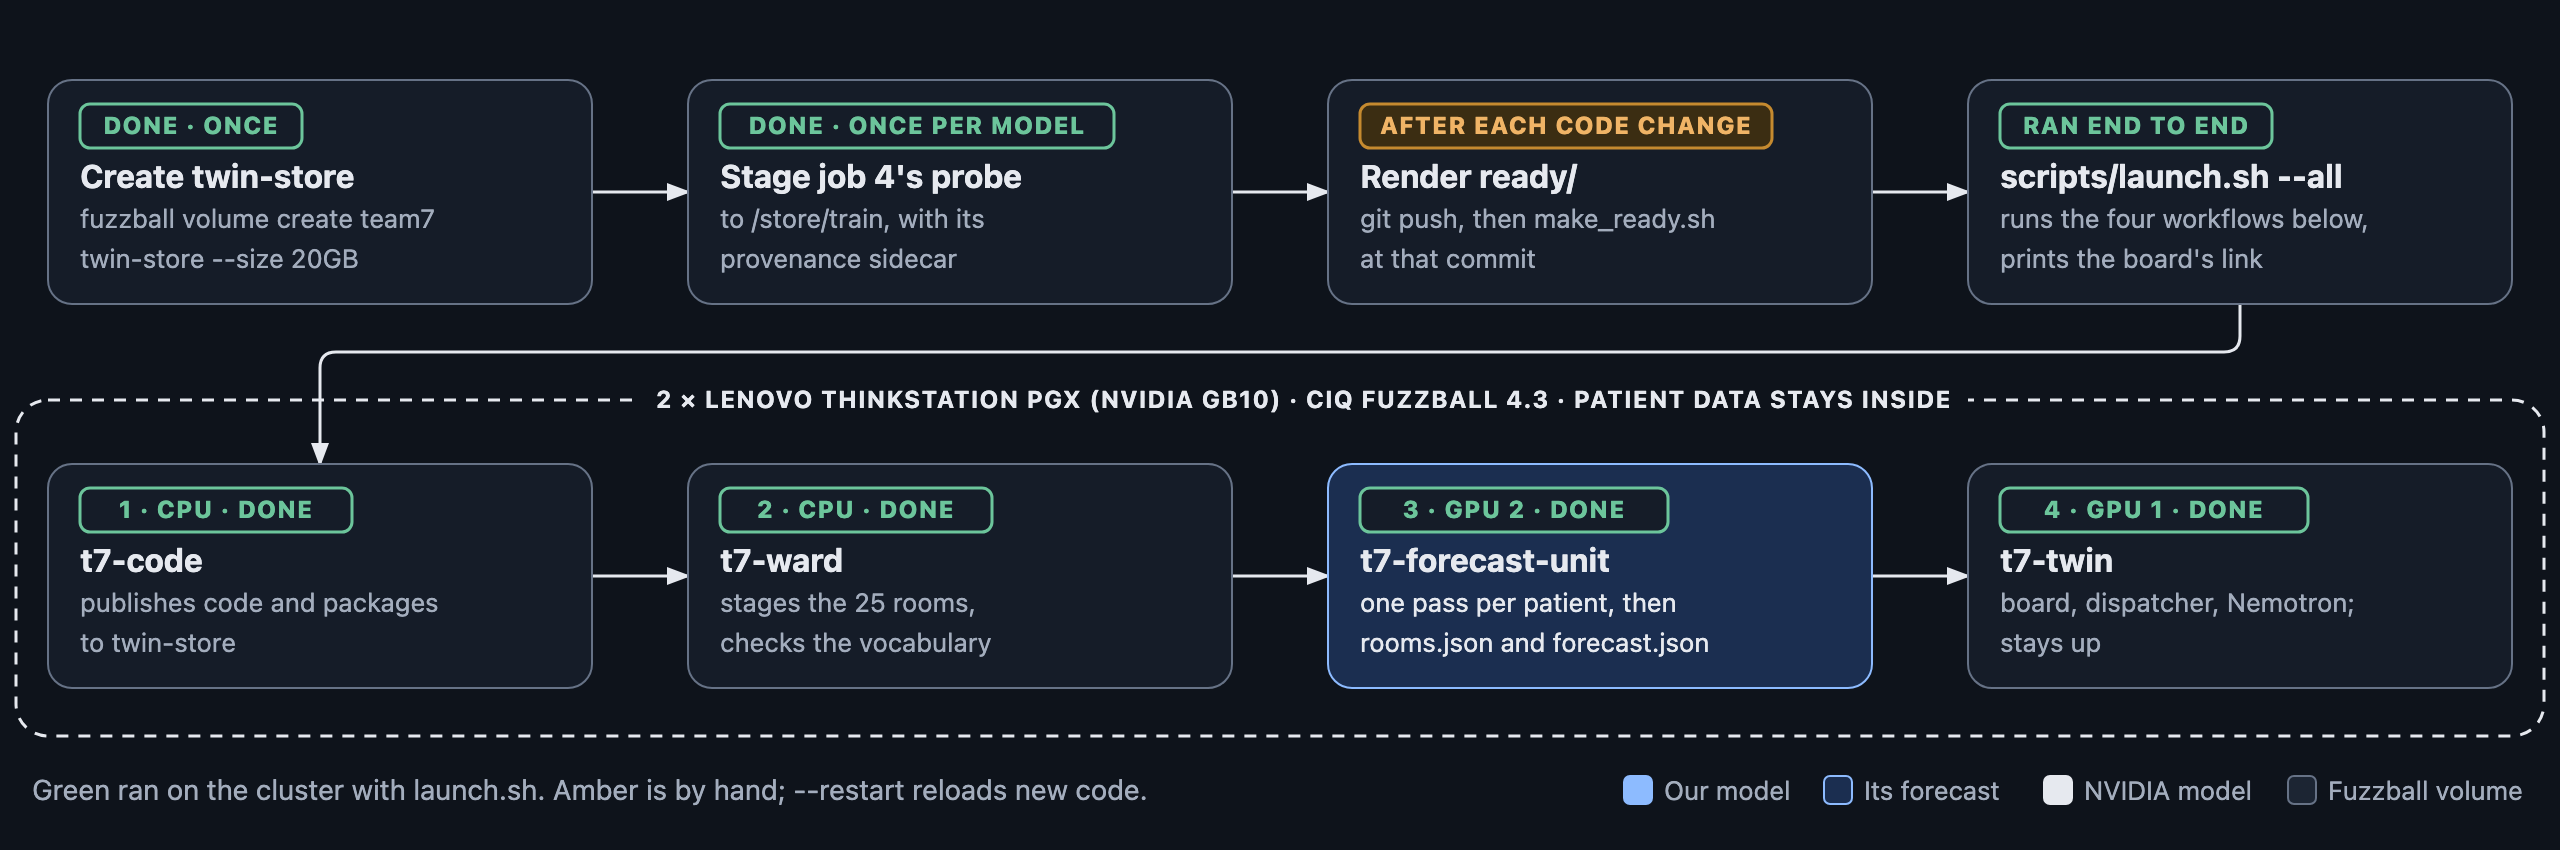 DONE · ONCE
Create twin-store
fuzzball volume create team7
twin-store --size 20GB
DONE · ONCE PER MODEL
Stage job 4's probe
to /store/train, with its
provenance sidecar
AFTER EACH CODE CHANGE
Render ready/
git push, then make_ready.sh
at that commit
RAN END TO END
scripts/launch.sh --all
runs the four workflows below,
prints the board's link
2 × LENOVO THINKSTATION PGX (NVIDIA GB10) · CIQ FUZZBALL 4.3 · PATIENT DATA STAYS INSIDE
1 · CPU · DONE
t7-code
publishes code and packages
to twin-store
2 · CPU · DONE
t7-ward
stages the 25 rooms,
checks the vocabulary
3 · GPU 2 · DONE
t7-forecast-unit
one pass per patient, then
rooms.json and forecast.json
4 · GPU 1 · DONE
t7-twin
board, dispatcher, Nemotron;
stays up
Green ran on the cluster with launch.sh. Amber is by hand; --restart reloads new code.
Our model
Its forecast
NVIDIA model
Fuzzball volume